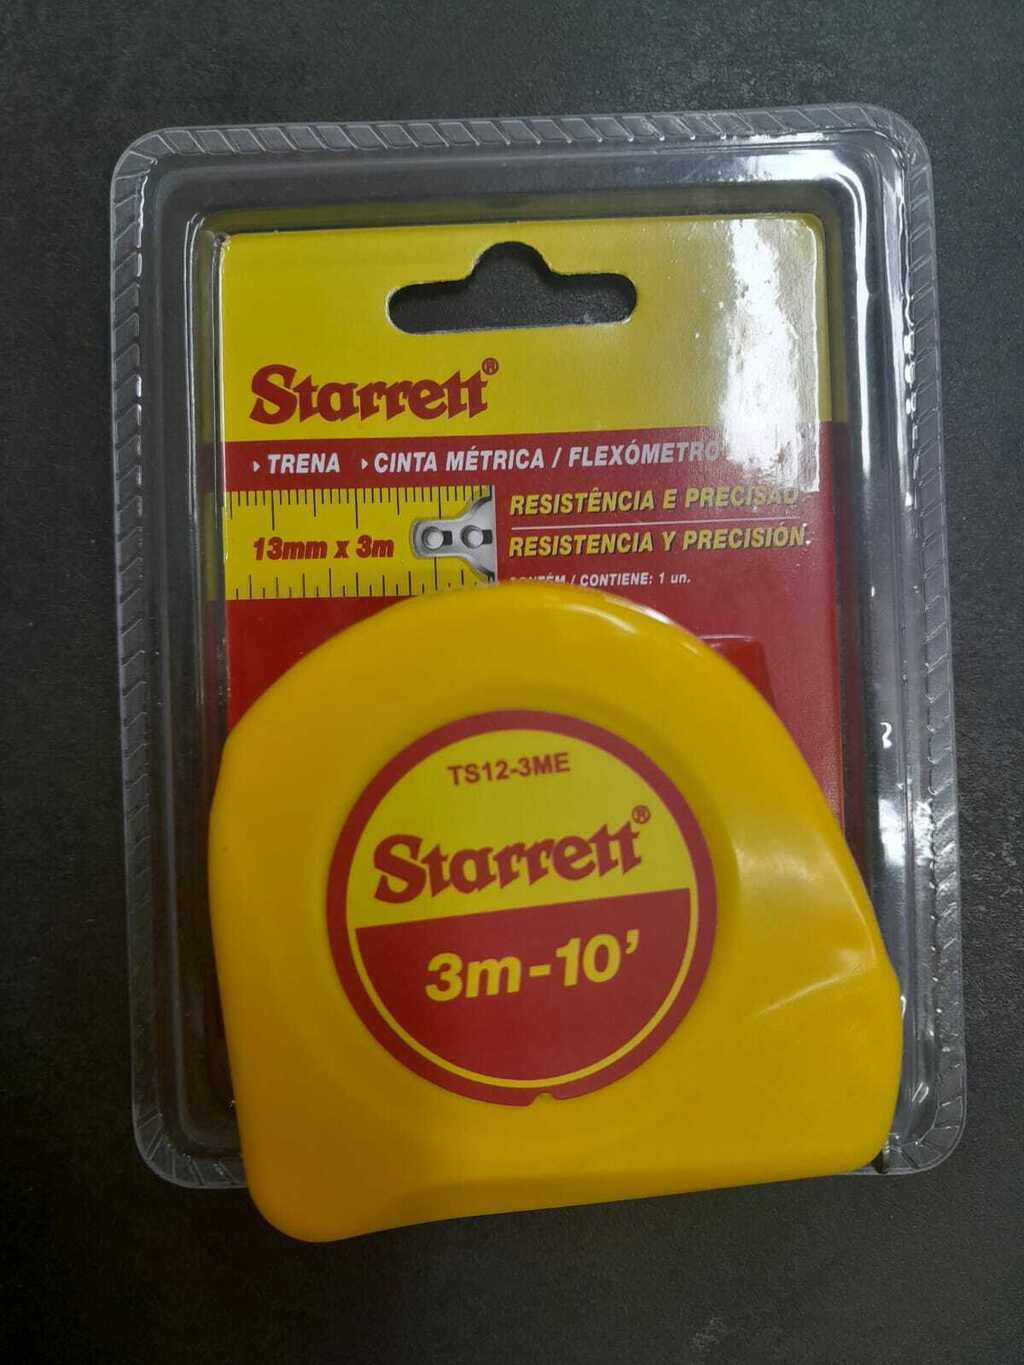 Starrett®
TRENA CINTA MÉTRICA / FLEXÓMETRO
RESISTÊNCIA E PRECISÃO
13mm x 3m
RESISTENCIA Y PRECISIÓN.
CONTÉM / CONTIENE: 1 un.
TS12-3ME
Starrett®
3m-10'